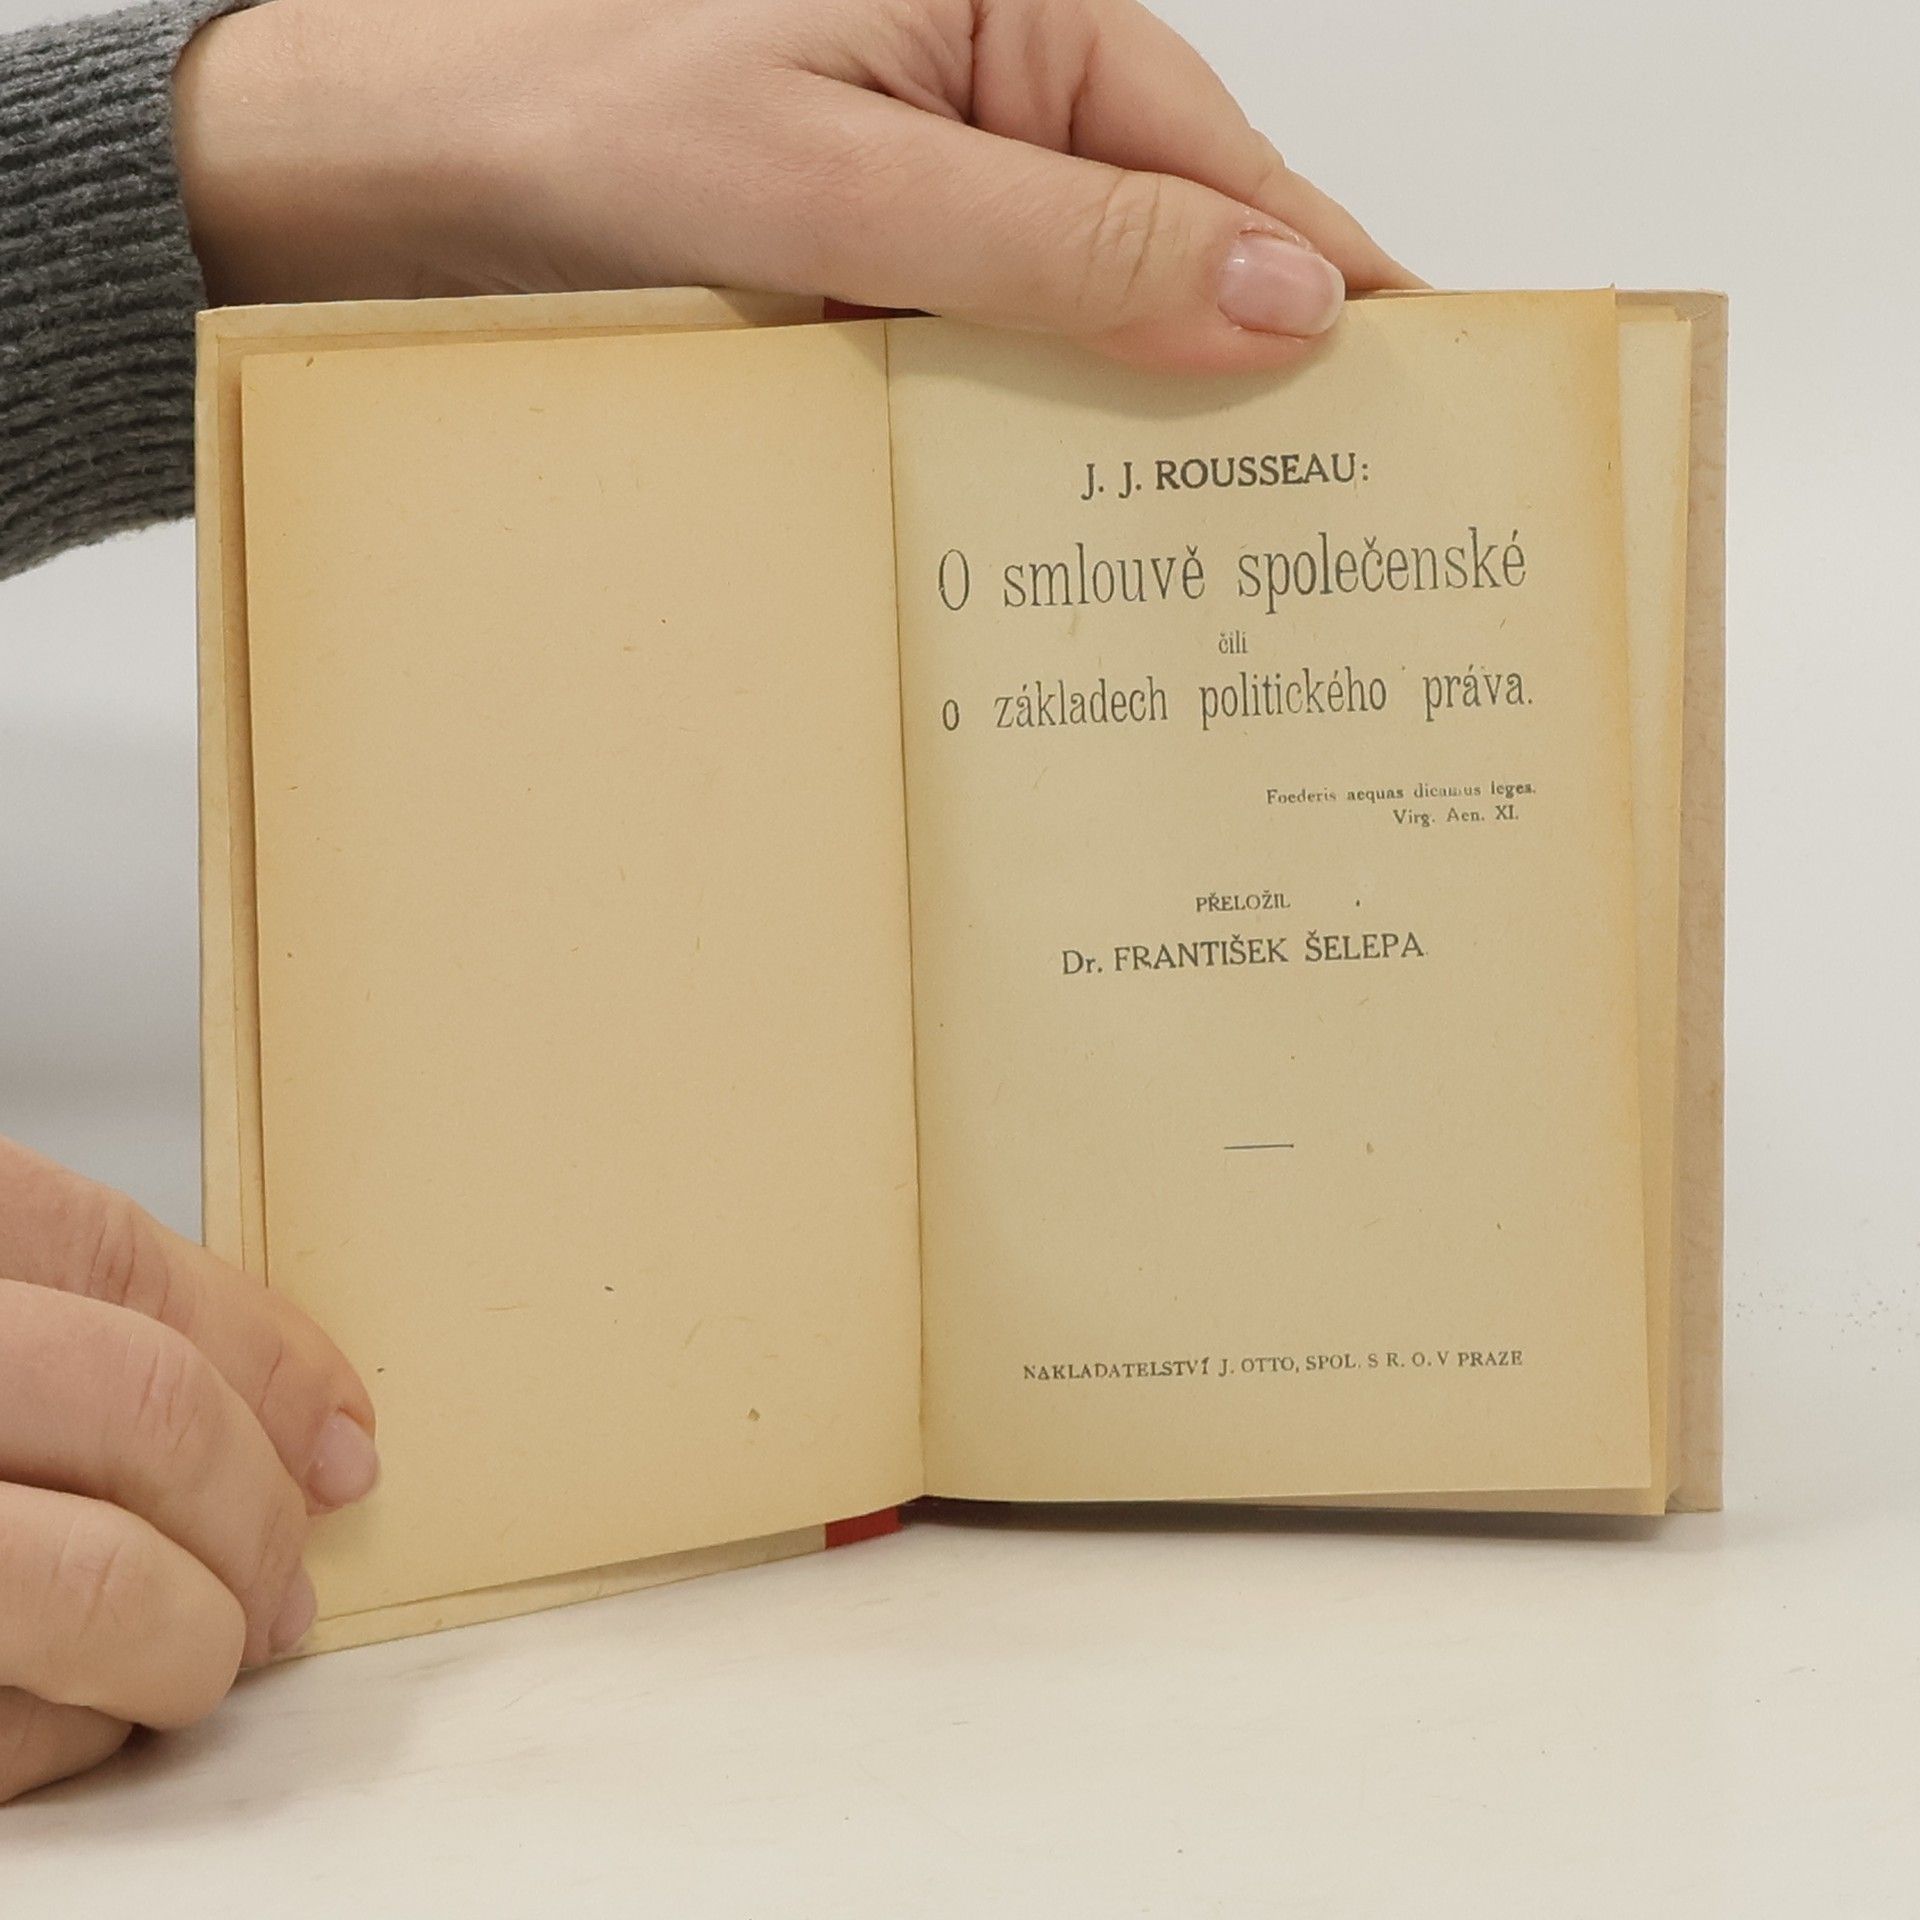 J. J. ROUSSEAU:
O smlouvě společenské
čili
o základech politického práva.
Foederis aequas dicamus leges.
Virg. Aen. XI.
PŘELOŽIL
Dr. FRANTIŠEK ŠELEPA.
NAKLADATELSTVÍ J. OTTO, SPOL. S R. O. V PRAZE